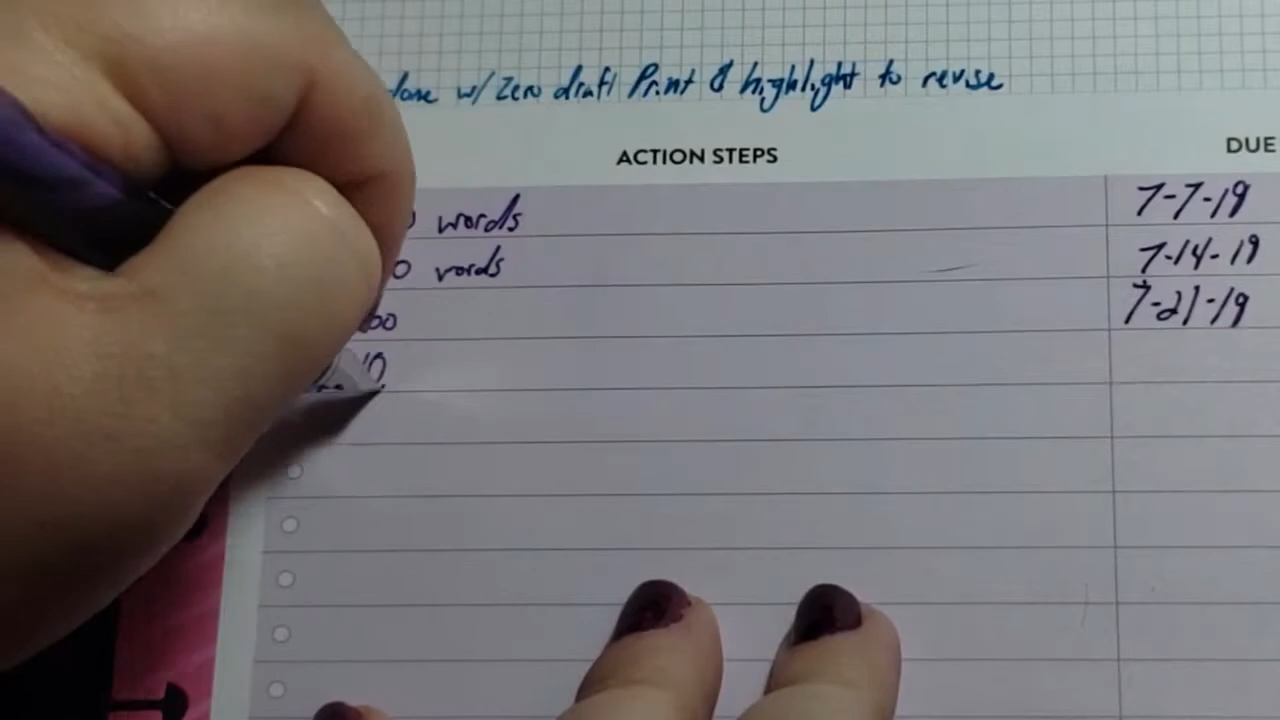 w/ Zero draft Print & highlight to revise
ACTION STEPS DUE
words 7-7-19
words 7-14-19
7-21-19